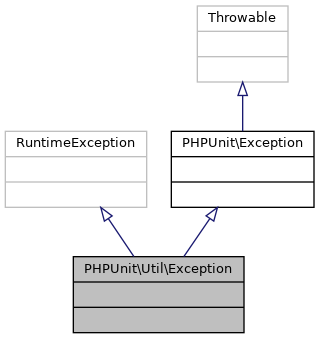 Throwable
RuntimeException
PHPUnit\Exception
PHPUnit\Util\Exception